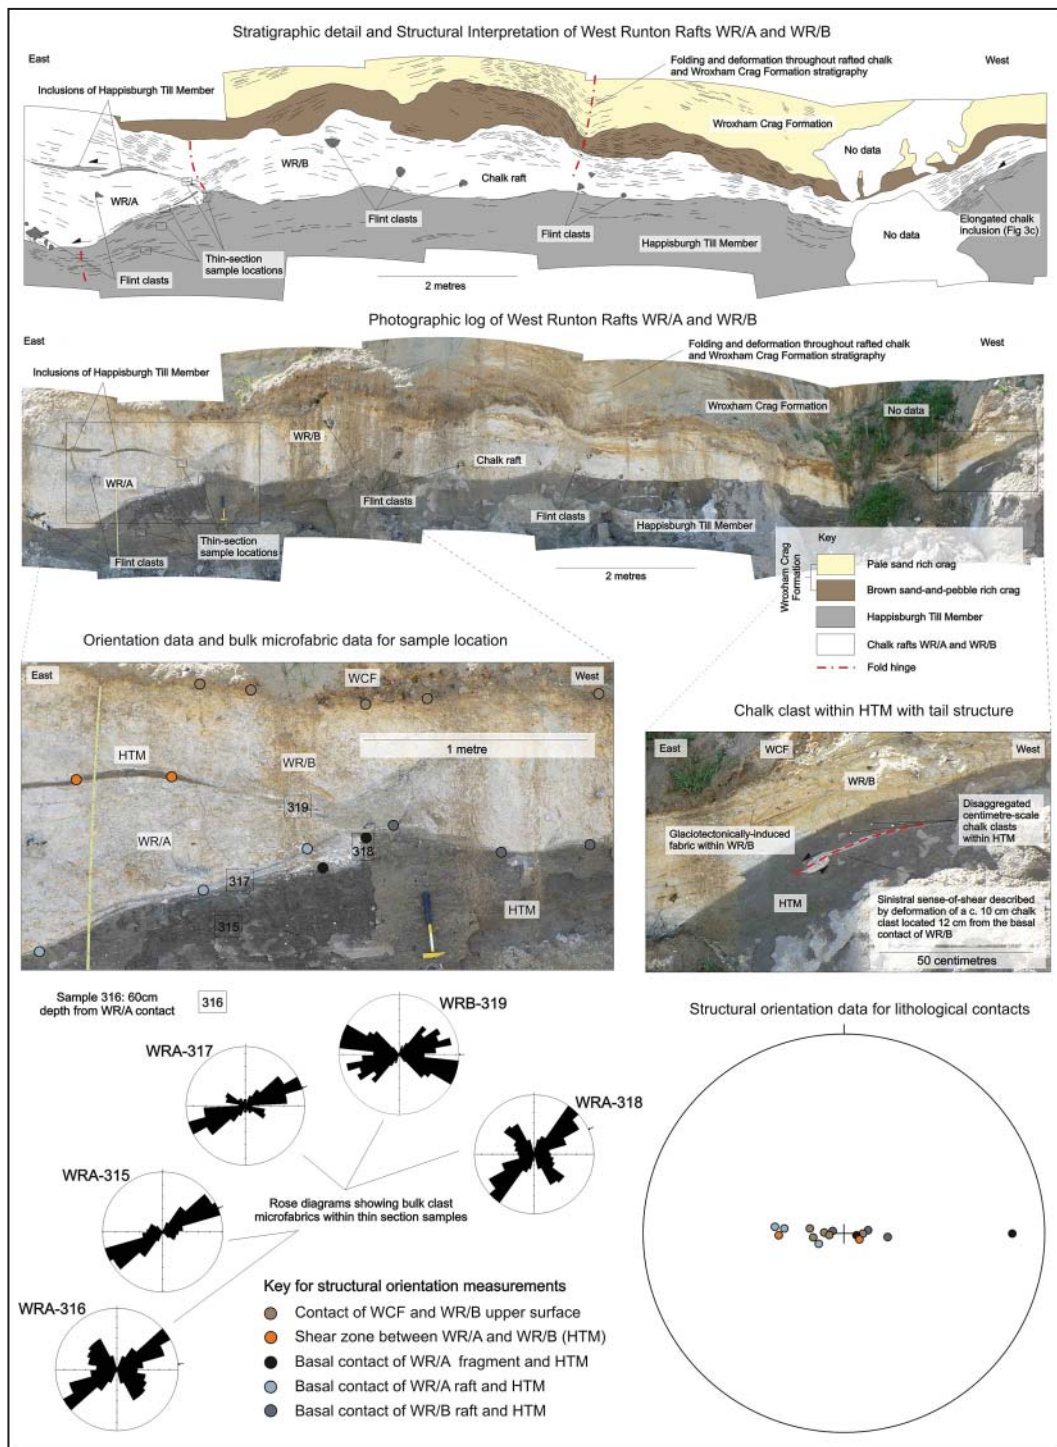 Stratigraphic detail and Structural Interpretation of West Runton Rafts WR/A and WR/B
East
West
Inclusions of Happisburgh Till Member
Folding and deformation throughout rafted chalk
and Wroxham Crag Formation stratigraphy
Wroxham Crag Formation
No data
WR/B
Chalk raft
WR/A
Flint clasts
Flint clasts
Happisburgh Till Member
No data
Elongated chalk
inclusion (Fig 3c)
Thin-section
sample locations
Flint clasts
2 metres
Photographic log of West Runton Rafts WR/A and WR/B
East
West
Folding and deformation throughout rafted chalk
and Wroxham Crag Formation stratigraphy
Inclusions of Happisburgh Till Member
Wroxham Crag Formation
No data
WR/B
Chalk raft
WR/A
Flint clasts
Flint clasts
Happisburgh Till Member
Thin-section
sample locations
Flint clasts
2 metres
Key
Wroxham Crag
Formation
Pale sand rich crag
Brown sand-and-pebble rich crag
Happisburgh Till Member
Chalk rafts WR/A and WR/B
Fold hinge
Orientation data and bulk microfabric data for sample location
East
WCF
West
1 metre
HTM
WR/B
319
WR/A
318
317
315
HTM
Chalk clast within HTM with tail structure
East
WCF
West
WR/B
Disaggregated
centimetre-scale
chalk clasts
within HTM
Glaciotectonically-induced
fabric within WR/B
HTM
Sinistral sense-of-shear described
by deformation of a c. 10 cm chalk
clast located 12 cm from the basal
contact of WR/B
50 centimetres
Sample 316: 60cm
depth from WR/A contact
316
WRB-319
WRA-317
WRA-318
WRA-315
Rose diagrams showing bulk clast
microfabrics within thin section samples
WRA-316
Key for structural orientation measurements
Contact of WCF and WR/B upper surface
Shear zone between WR/A and WR/B (HTM)
Basal contact of WR/A fragment and HTM
Basal contact of WR/A raft and HTM
Basal contact of WR/B raft and HTM
Structural orientation data for lithological contacts